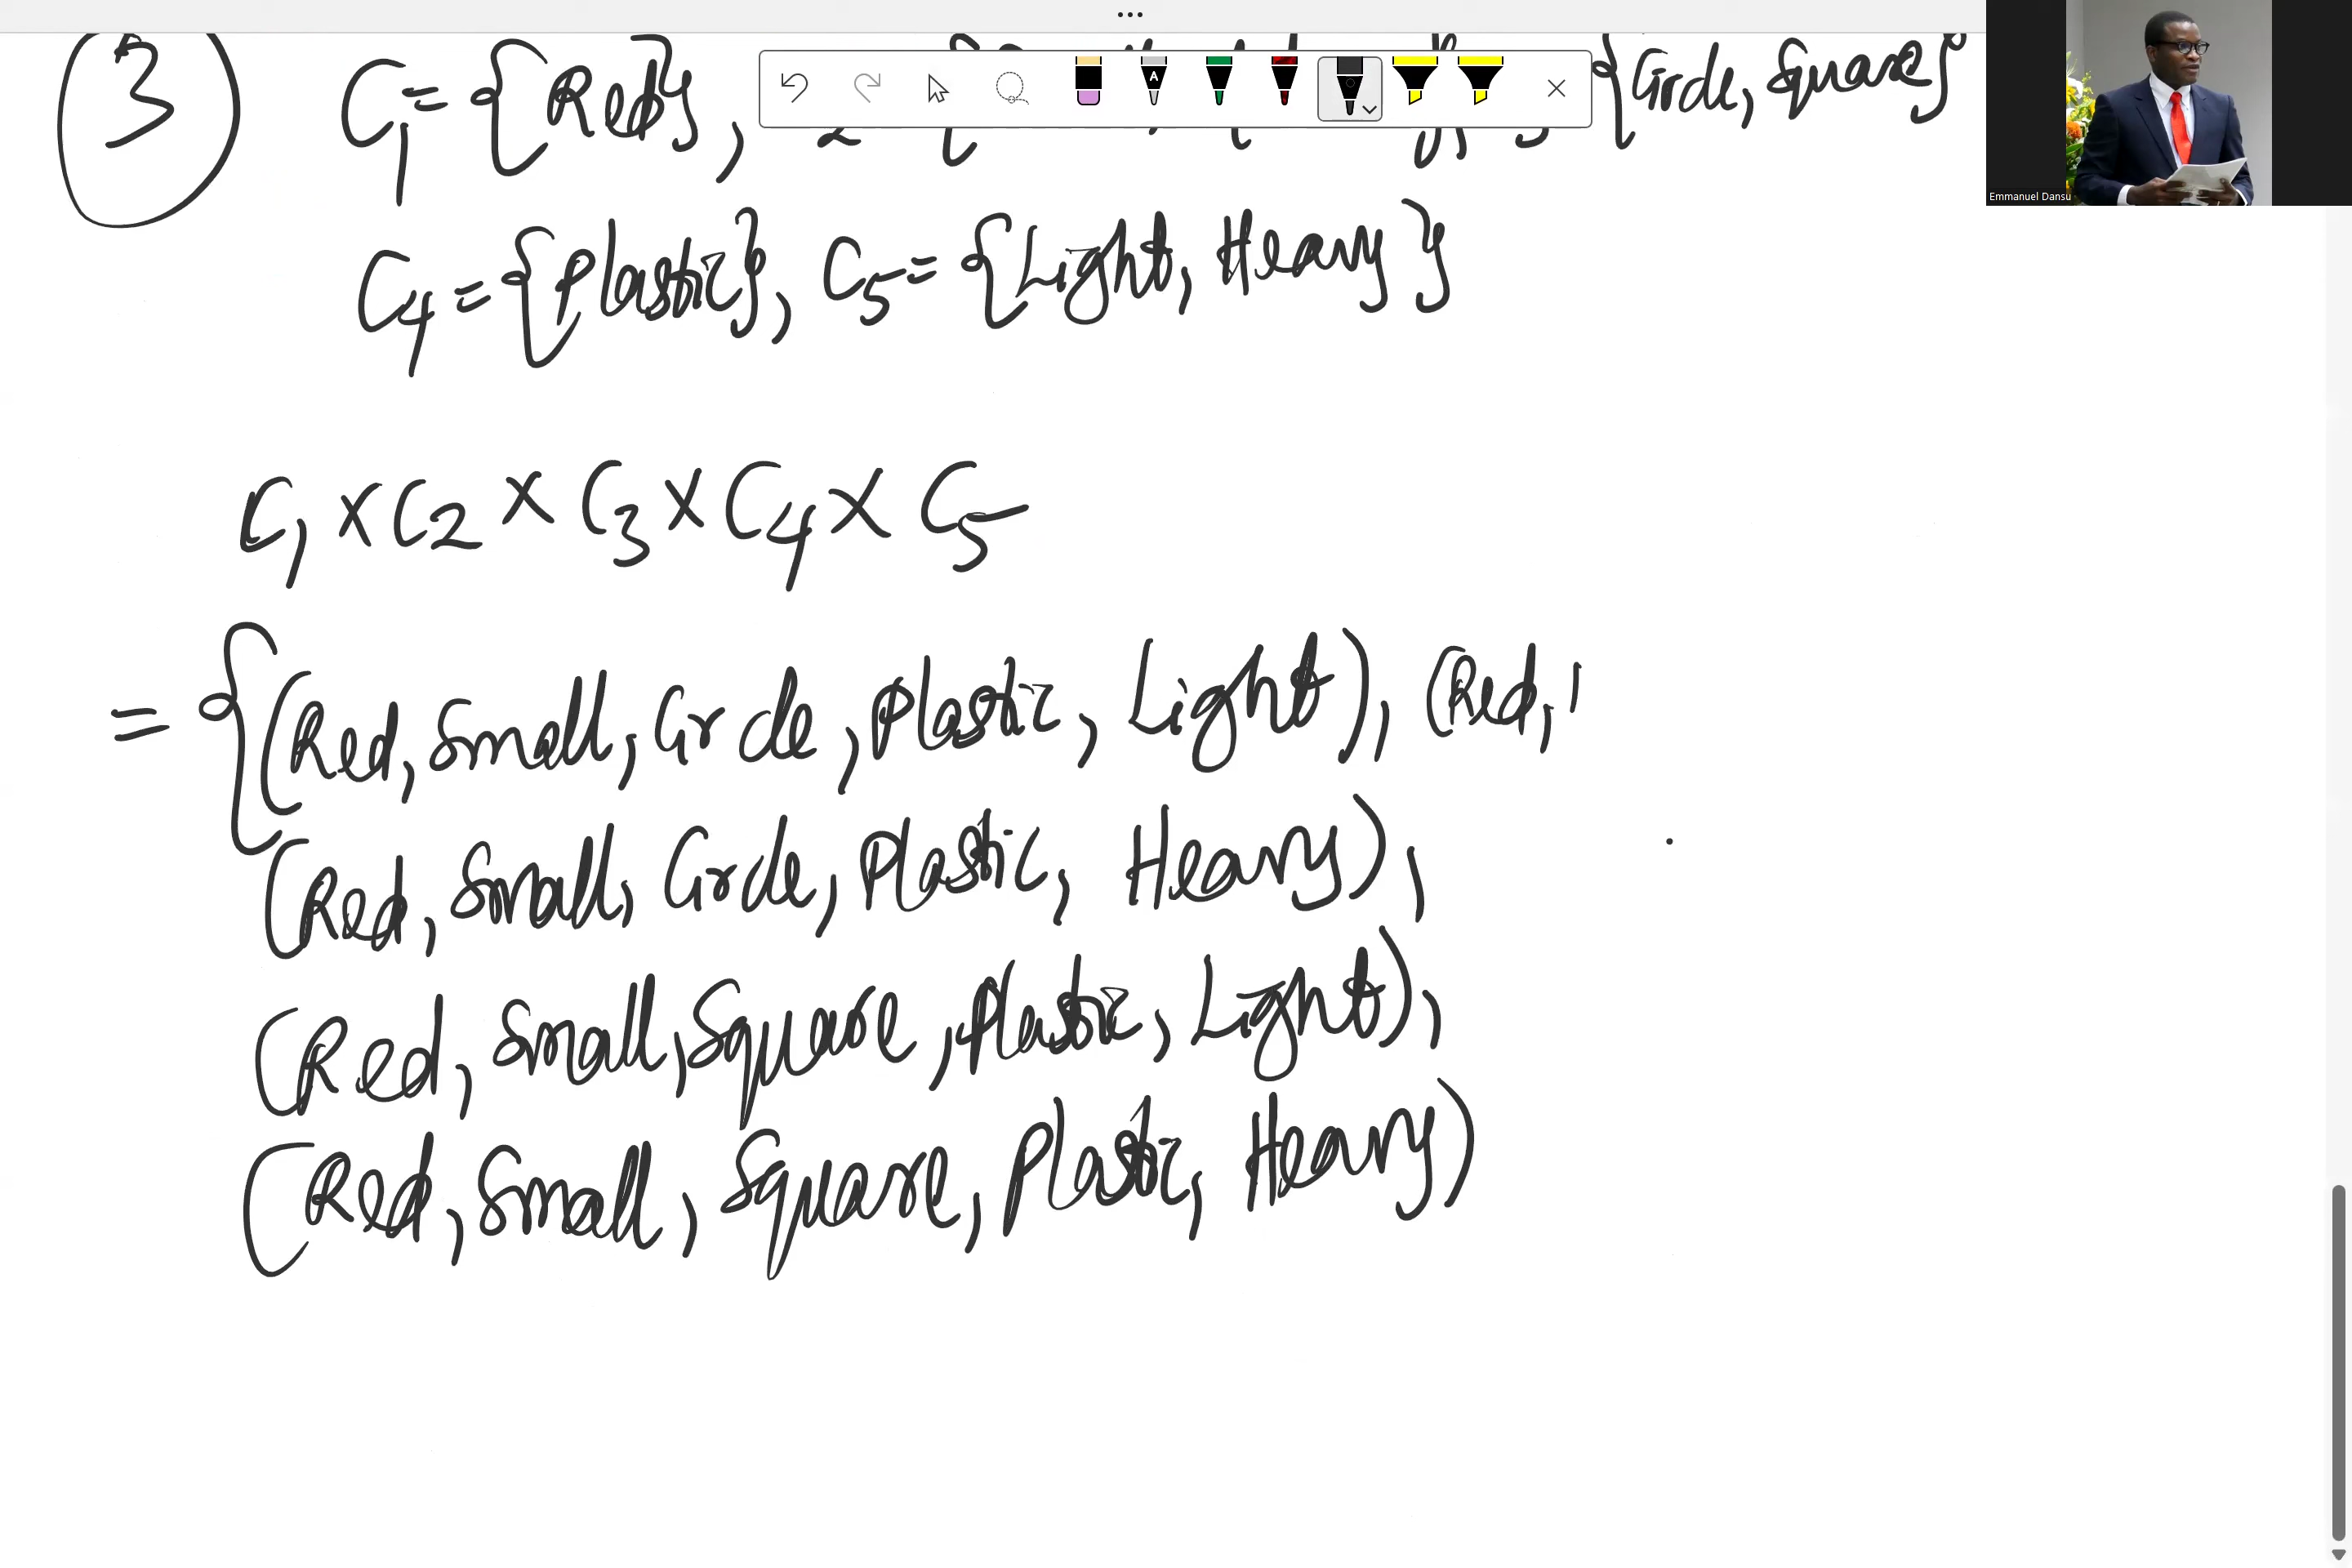 3 C1 = {Red}, {Circle, Square}
Emmanuel Dansu
C4 = {Plastic}, C5 = {Light, Heavy}
C1 × C2 × C3 × C4 × C5
= {(Red, Small, Circle, Plastic, Light), (Red,
(Red, Small, Circle, Plastic, Heavy),
(Red, Small, Square, Plastic, Light),
(Red, Small, Square, Plastic, Heavy)